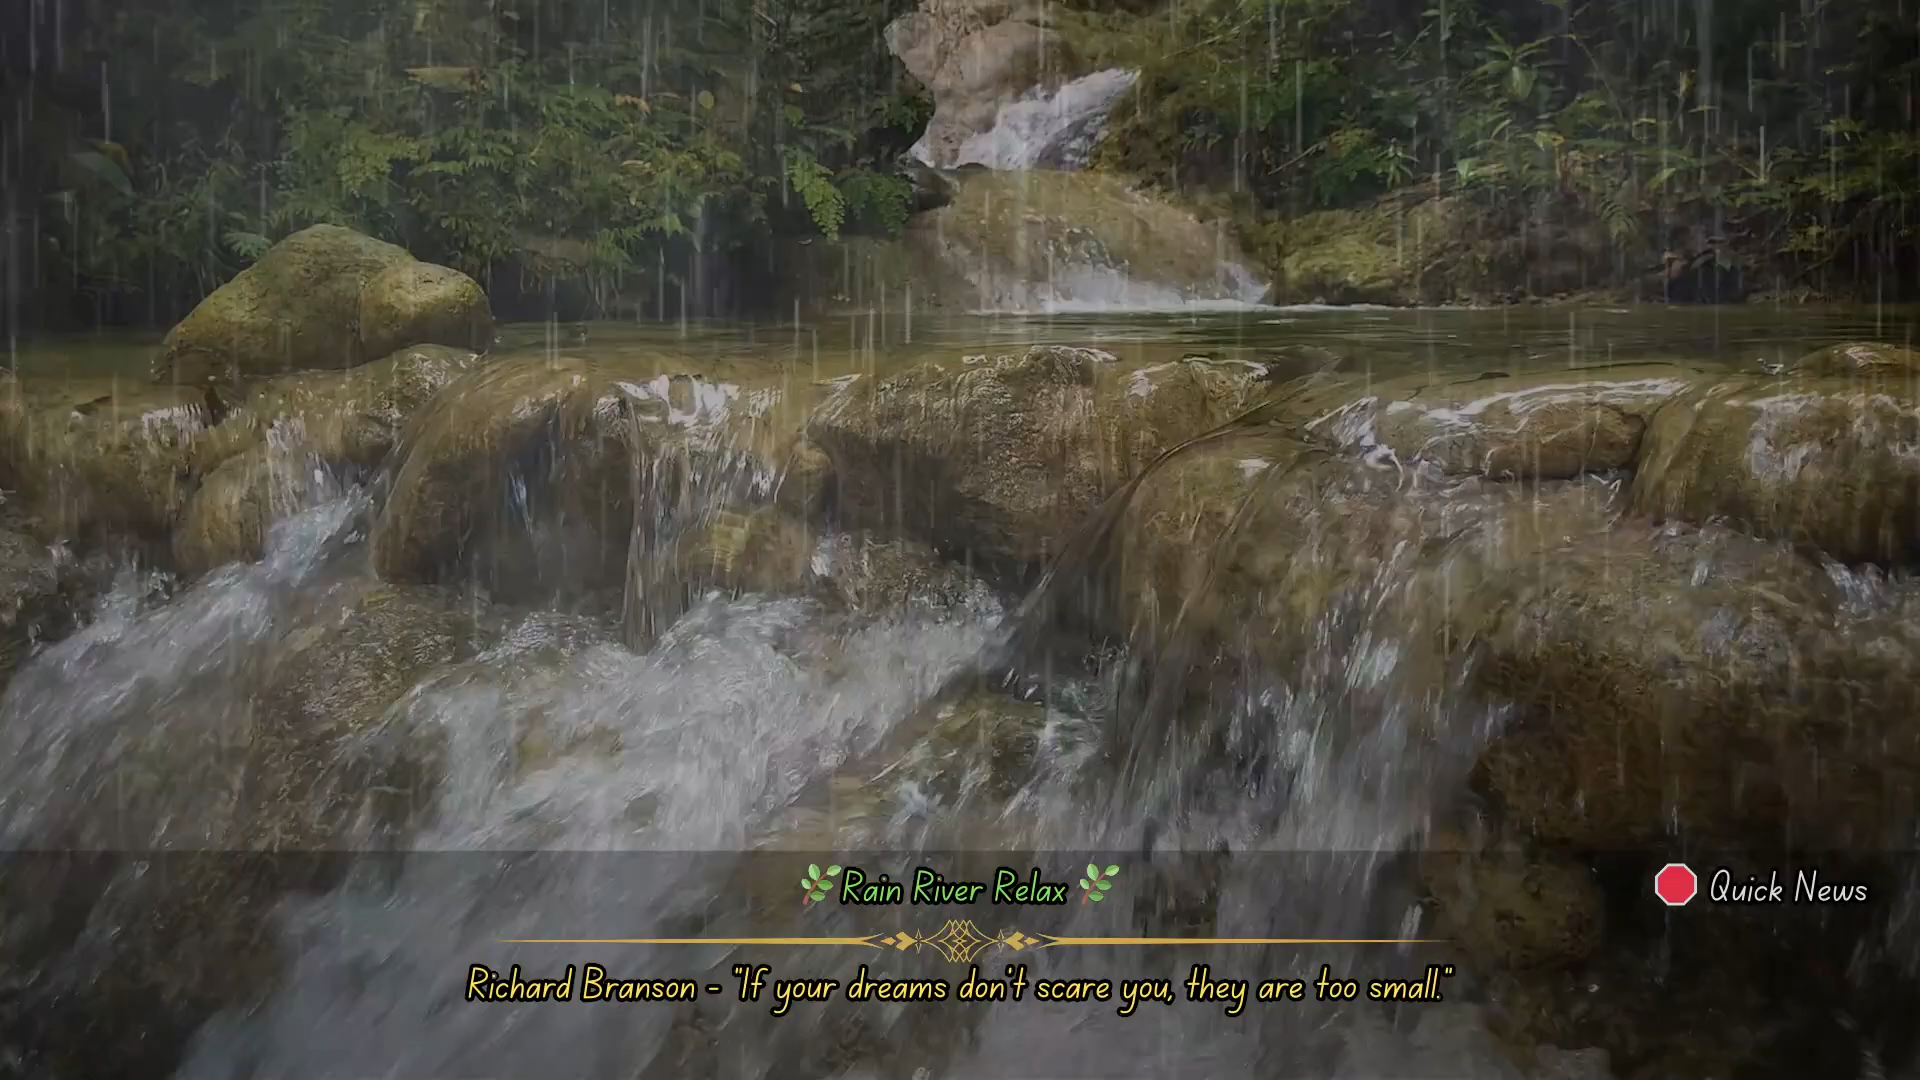 🌿Rain River Relax 🌿
Quick News
Richard Branson - "If your dreams don't scare you, they are too small."